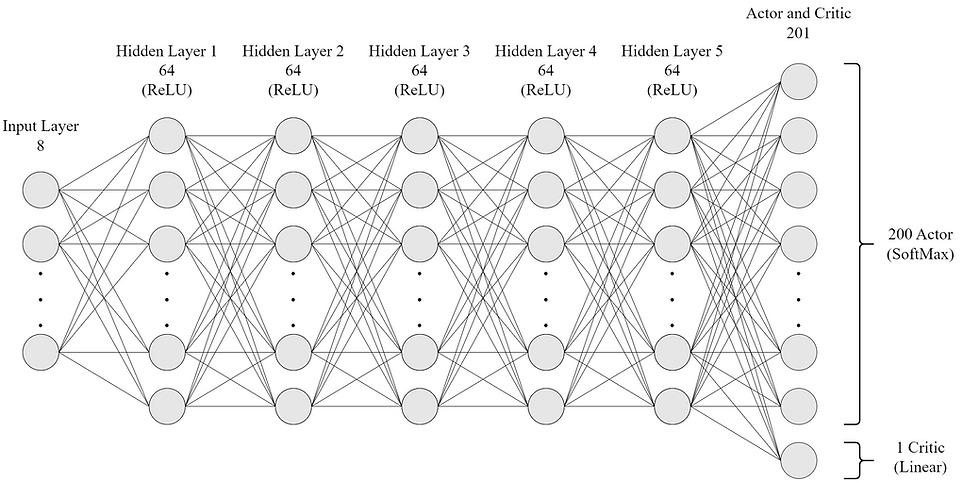 Actor and Critic
201
Hidden Layer 1
64
(ReLU)
Hidden Layer 2
64
(ReLU)
Hidden Layer 3
64
(ReLU)
Hidden Layer 4
64
(ReLU)
Hidden Layer 5
64
(ReLU)
Input Layer
8
200 Actor
(SoftMax)
1 Critic
(Linear)